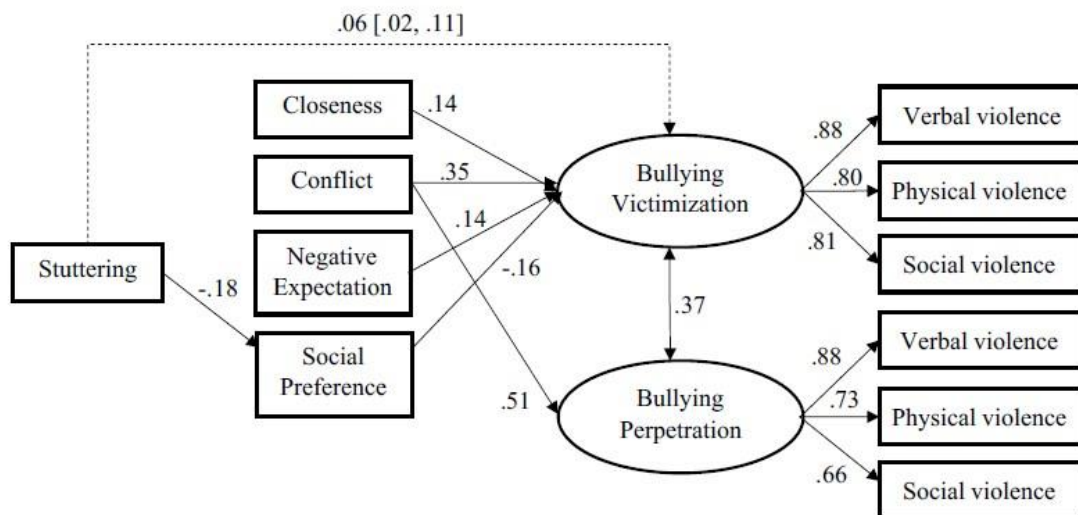 .06 [.02, .11]
Closeness
.14
Conflict
.35
Negative
Expectation
.14
Stuttering
-.18
Social
Preference
-.16
.51
Bullying
Victimization
.37
Bullying
Perpetration
.88
Verbal violence
.80
Physical violence
.81
Social violence
.88
Verbal violence
.73
Physical violence
.66
Social violence